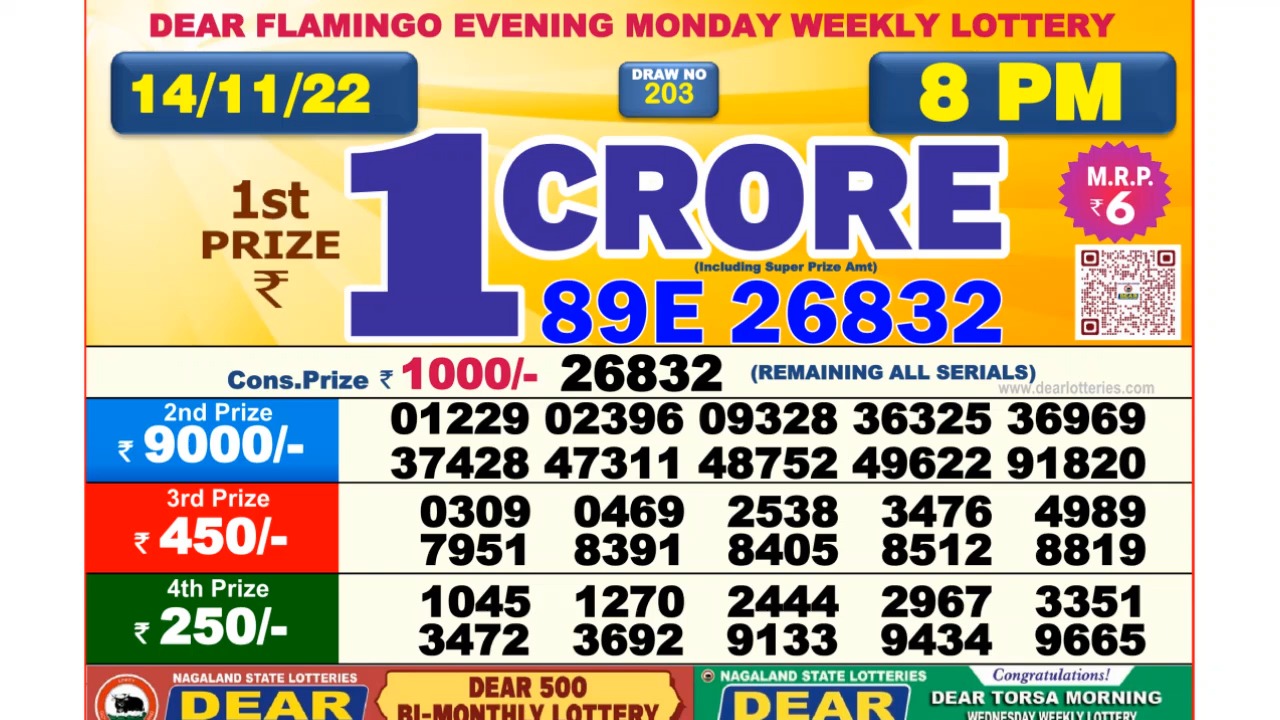 DEAR FLAMINGO EVENING MONDAY WEEKLY LOTTERY
14/11/22
DRAW NO
203
8 PM
1st
PRIZE
₹
1 CRORE
(Including Super Prize Amt)
89E 26832
M.R.P.
₹6
DEAR
Cons.Prize ₹ 1000/- 26832 (REMAINING ALL SERIALS)
www.dearlotteries.com
2nd Prize
₹ 9000/-
01229 02396 09328 36325 36969
37428 47311 48752 49622 91820
3rd Prize
₹ 450/-
0309 0469 2538 3476 4989
7951 8391 8405 8512 8819
4th Prize
₹ 250/-
1045 1270 2444 2967 3351
3472 3692 9133 9434 9665
NAGALAND STATE LOTTERIES
DEAR
DEAR 500
BI-MONTHLY LOTTERY
NAGALAND STATE LOTTERIES
DEAR
Congratulations!
DEAR TORSA MORNING
WEDNESDAY WEEKLY LOTTERY